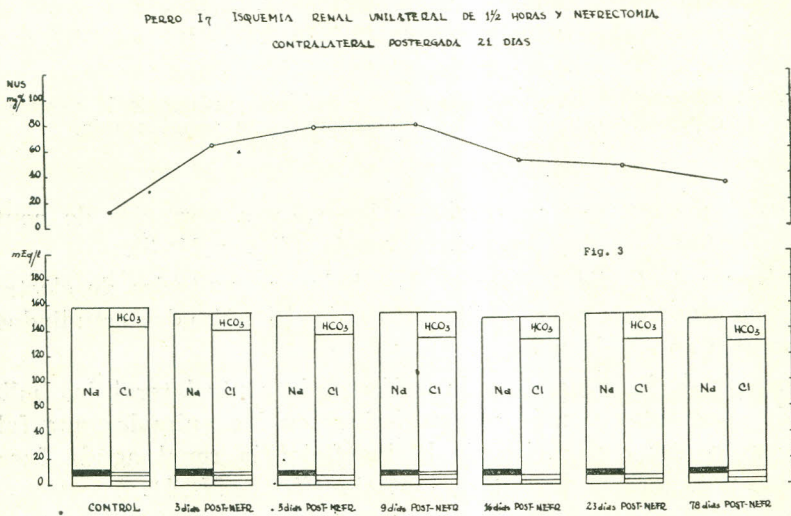 PERRO I7 ISQUEMIA RENAL UNILATERAL DE 1½ HORAS Y NEFRECTOMIA
CONTRALATERAL POSTERGADA 21 DIAS
NUS
mg%
100
80
60
40
20
0
Fig. 3
mEq/l
200
180
160
140
120
100
80
60
40
20
0
HCO3 HCO3 HCO3 HCO3 HCO3 HCO3 HCO3
Na Cl Na Cl Na Cl Na Cl Na Cl Na Cl Na Cl
CONTROL 3 dias POST-NEFR 5 dias POST-NEFR 9 dias POST-NEFR 16 dias POST-NEFR 23 dias POST-NEFR 78 dias POST-NEFR